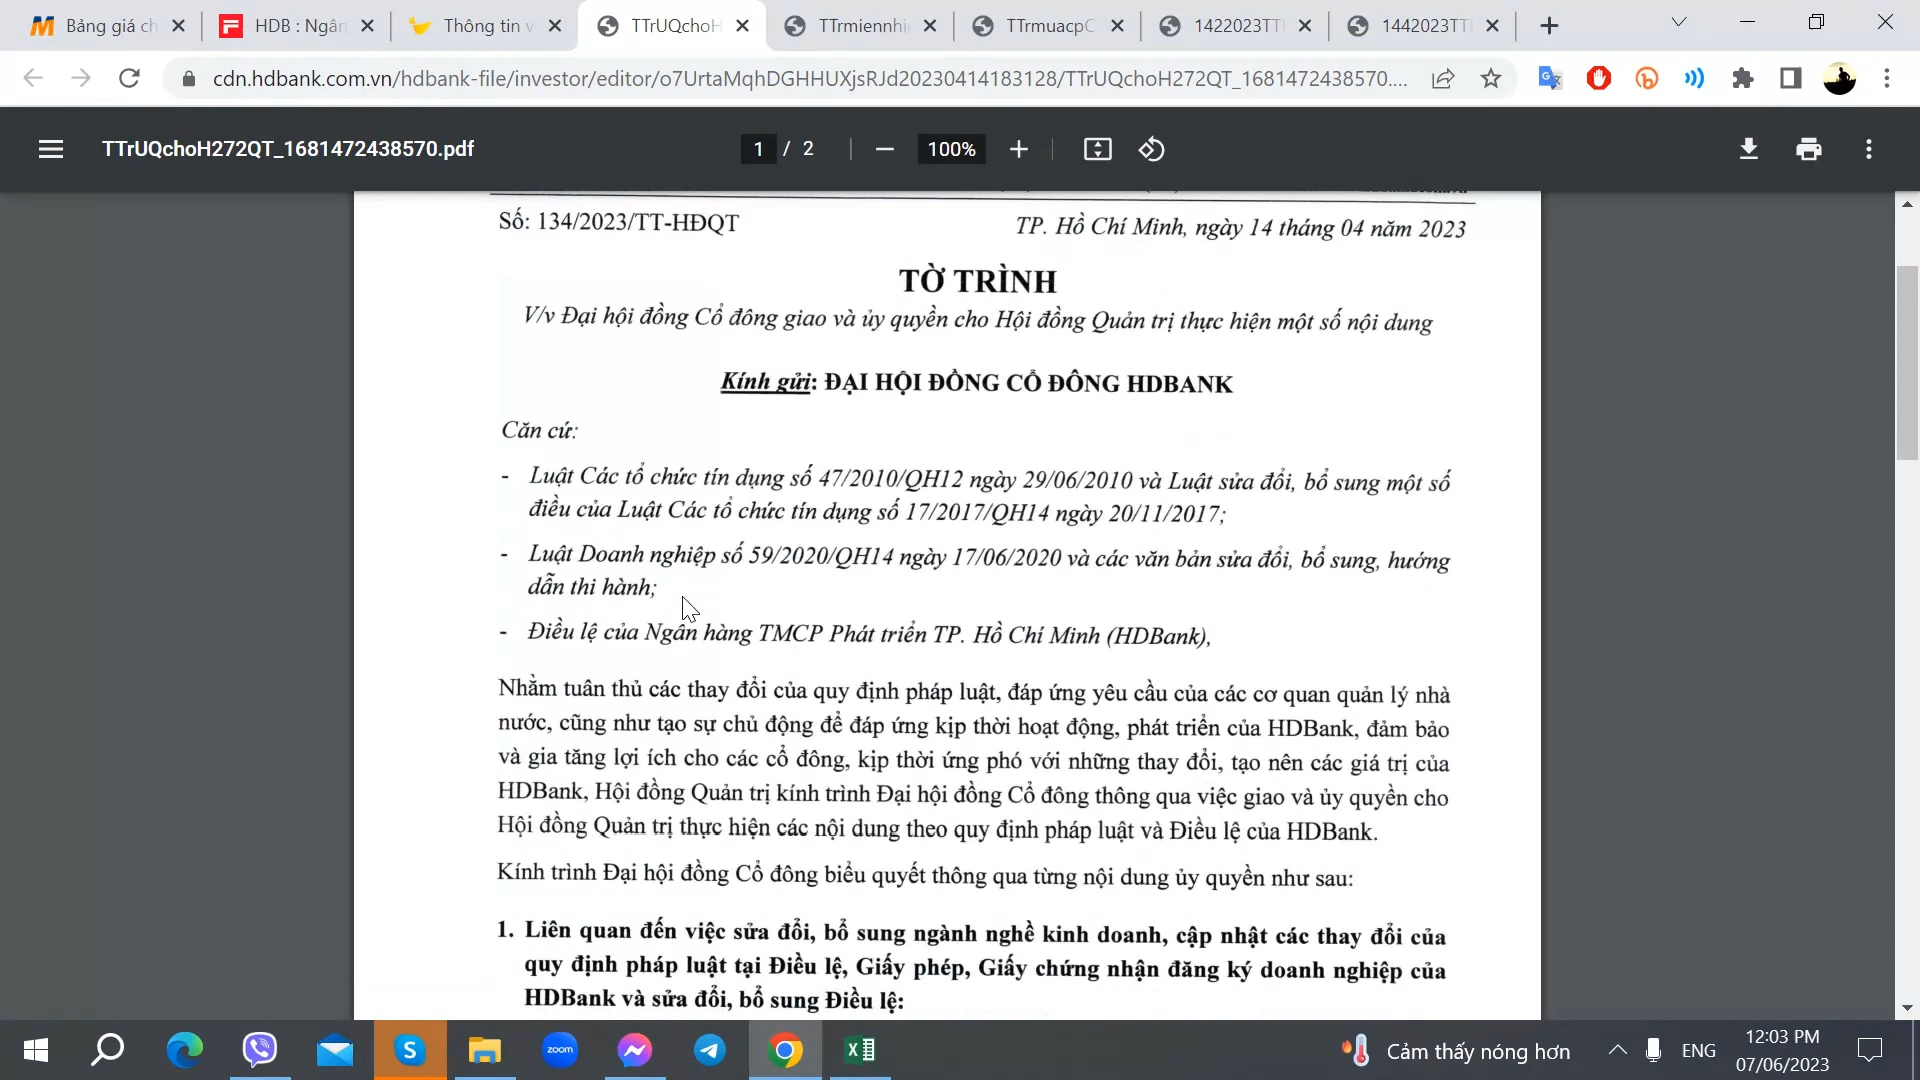 Bảng giá ch
HDB : Ngân
Thông tin v
TTrUQchoH
TTrmiennhi
TTrmuacpC
1422023TT
1442023TT
cdn.hdbank.com.vn/hdbank-file/investor/editor/o7UrtaMqhDGHHUXjsRJd20230414183128/TTrUQchoH272QT_1681472438570....
TTrUQchoH272QT_1681472438570.pdf
1 / 2
100%
Số: 134/2023/TT-HĐQT
TP. Hồ Chí Minh, ngày 14 tháng 04 năm 2023
TỜ TRÌNH
V/v Đại hội đồng Cổ đông giao và ủy quyền cho Hội đồng Quản trị thực hiện một số nội dung
Kính gửi: ĐẠI HỘI ĐỒNG CỔ ĐÔNG HDBANK
Căn cứ:
- Luật Các tổ chức tín dụng số 47/2010/QH12 ngày 29/06/2010 và Luật sửa đổi, bổ sung một số
điều của Luật Các tổ chức tín dụng số 17/2017/QH14 ngày 20/11/2017;
- Luật Doanh nghiệp số 59/2020/QH14 ngày 17/06/2020 và các văn bản sửa đổi, bổ sung, hướng
dẫn thi hành;
- Điều lệ của Ngân hàng TMCP Phát triển TP. Hồ Chí Minh (HDBank),
Nhằm tuân thủ các thay đổi của quy định pháp luật, đáp ứng yêu cầu của các cơ quan quản lý nhà
nước, cũng như tạo sự chủ động để đáp ứng kịp thời hoạt động, phát triển của HDBank, đảm bảo
và gia tăng lợi ích cho các cổ đông, kịp thời ứng phó với những thay đổi, tạo nên các giá trị của
HDBank, Hội đồng Quản trị kính trình Đại hội đồng Cổ đông thông qua việc giao và ủy quyền cho
Hội đồng Quản trị thực hiện các nội dung theo quy định pháp luật và Điều lệ của HDBank.
Kính trình Đại hội đồng Cổ đông biểu quyết thông qua từng nội dung ủy quyền như sau:
1. Liên quan đến việc sửa đổi, bổ sung ngành nghề kinh doanh, cập nhật các thay đổi của
quy định pháp luật tại Điều lệ, Giấy phép, Giấy chứng nhận đăng ký doanh nghiệp của
HDBank và sửa đổi, bổ sung Điều lệ:
zoom
Cảm thấy nóng hơn
ENG
12:03 PM
07/06/2023